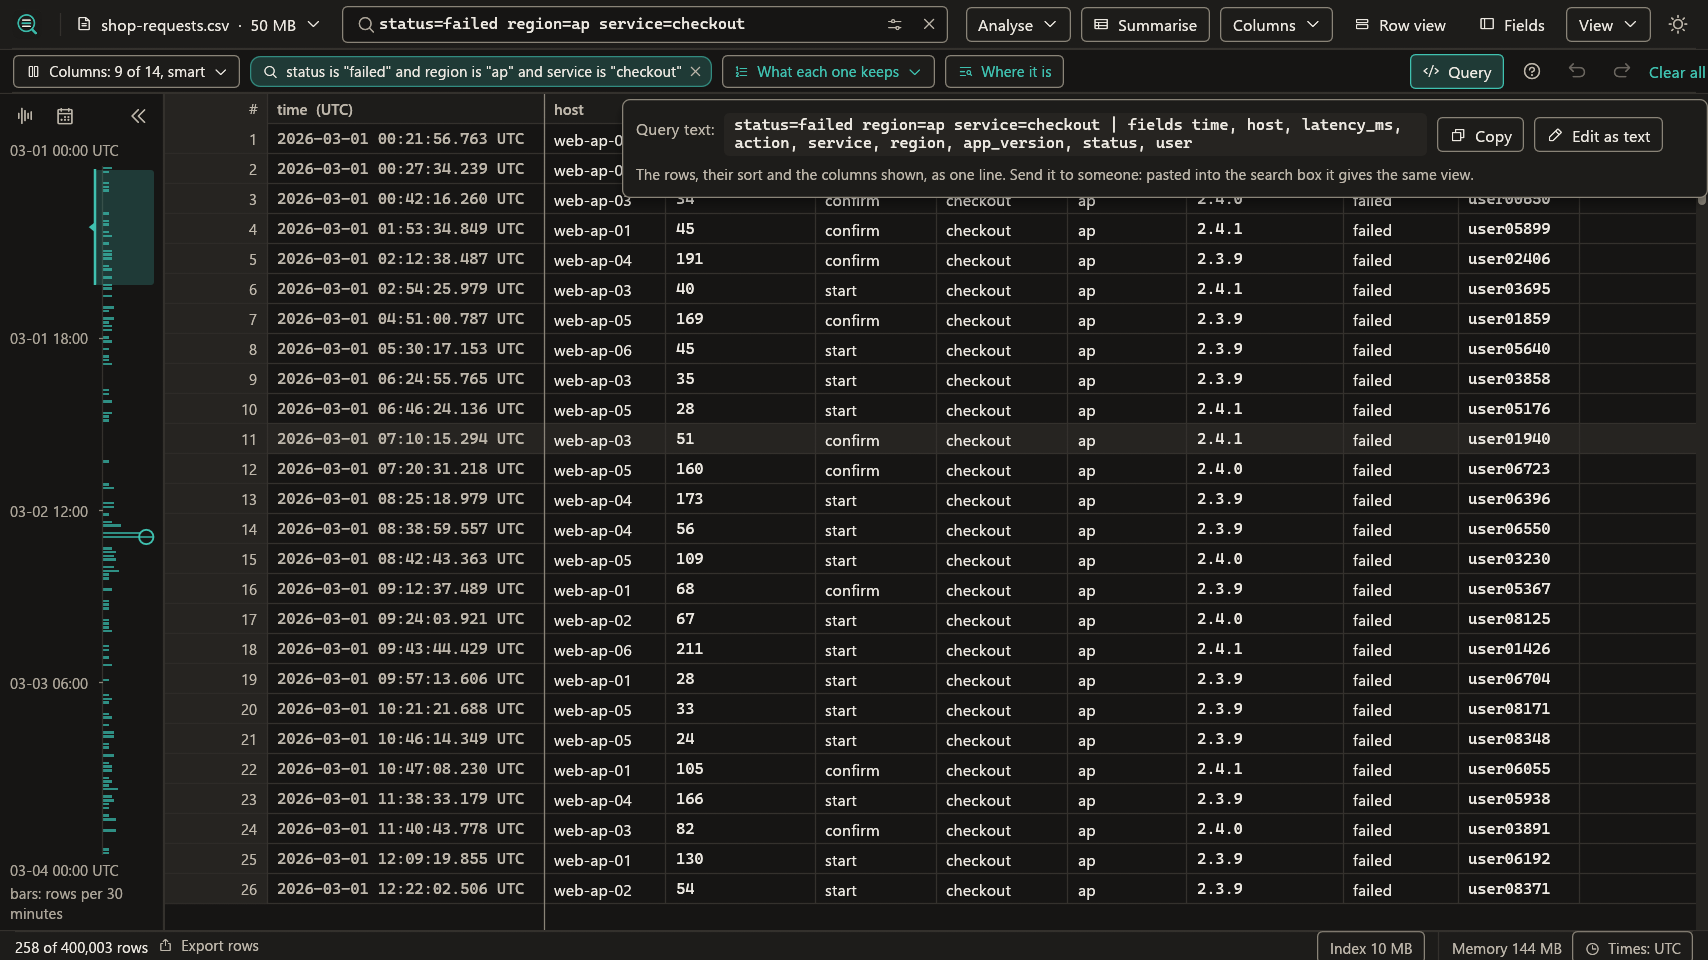 shop-requests.csv · 50 MB
status=failed region=ap service=checkout
Analyse
Summarise
Columns
Row view
Fields
View
Columns: 9 of 14, smart
status is "failed" and region is "ap" and service is "checkout"
What each one keeps
Where it is
Query
Clear all
Query text:
status=failed region=ap service=checkout | fields time, host, latency_ms,
action, service, region, app_version, status, user
Copy
Edit as text
The rows, their sort and the columns shown, as one line. Send it to someone: pasted into the search box it gives the same view.
03-01 00:00 UTC
03-01 18:00
03-02 12:00
03-03 06:00
03-04 00:00 UTC
bars: rows per 30
minutes
# time (UTC) host
1 2026-03-01 00:21:56.763 UTC
2 2026-03-01 00:27:34.239 UTC
3 2026-03-01 00:42:16.260 UTC web-ap-03 34 confirm checkout ap 2.4.0 failed user00850
4 2026-03-01 01:53:34.849 UTC web-ap-01 45 confirm checkout ap 2.4.1 failed user05899
5 2026-03-01 02:12:38.487 UTC web-ap-04 191 confirm checkout ap 2.3.9 failed user02406
6 2026-03-01 02:54:25.979 UTC web-ap-03 40 start checkout ap 2.4.1 failed user03695
7 2026-03-01 04:51:00.787 UTC web-ap-05 169 confirm checkout ap 2.3.9 failed user01859
8 2026-03-01 05:30:17.153 UTC web-ap-06 45 start checkout ap 2.3.9 failed user05640
9 2026-03-01 06:24:55.765 UTC web-ap-03 35 start checkout ap 2.3.9 failed user03858
10 2026-03-01 06:46:24.136 UTC web-ap-05 28 start checkout ap 2.4.1 failed user05176
11 2026-03-01 07:10:15.294 UTC web-ap-03 51 confirm checkout ap 2.4.1 failed user01940
12 2026-03-01 07:20:31.218 UTC web-ap-05 160 confirm checkout ap 2.4.0 failed user06723
13 2026-03-01 08:25:18.979 UTC web-ap-04 173 start checkout ap 2.3.9 failed user06396
14 2026-03-01 08:38:59.557 UTC web-ap-04 56 start checkout ap 2.3.9 failed user06550
15 2026-03-01 08:42:43.363 UTC web-ap-05 109 start checkout ap 2.4.0 failed user03230
16 2026-03-01 09:12:37.489 UTC web-ap-01 68 confirm checkout ap 2.3.9 failed user05367
17 2026-03-01 09:24:03.921 UTC web-ap-02 67 start checkout ap 2.4.0 failed user08125
18 2026-03-01 09:43:44.429 UTC web-ap-06 211 start checkout ap 2.4.1 failed user01426
19 2026-03-01 09:57:13.606 UTC web-ap-01 28 start checkout ap 2.3.9 failed user06704
20 2026-03-01 10:21:21.688 UTC web-ap-05 33 start checkout ap 2.3.9 failed user08171
21 2026-03-01 10:46:14.349 UTC web-ap-05 24 start checkout ap 2.3.9 failed user08348
22 2026-03-01 10:47:08.230 UTC web-ap-01 105 confirm checkout ap 2.4.1 failed user06055
23 2026-03-01 11:38:33.179 UTC web-ap-04 166 start checkout ap 2.3.9 failed user05938
24 2026-03-01 11:40:43.778 UTC web-ap-03 82 confirm checkout ap 2.4.0 failed user03891
25 2026-03-01 12:09:19.855 UTC web-ap-01 130 start checkout ap 2.3.9 failed user06192
26 2026-03-01 12:22:02.506 UTC web-ap-02 54 start checkout ap 2.3.9 failed user08371
258 of 400,003 rows
Export rows
Index 10 MB
Memory 144 MB
Times: UTC